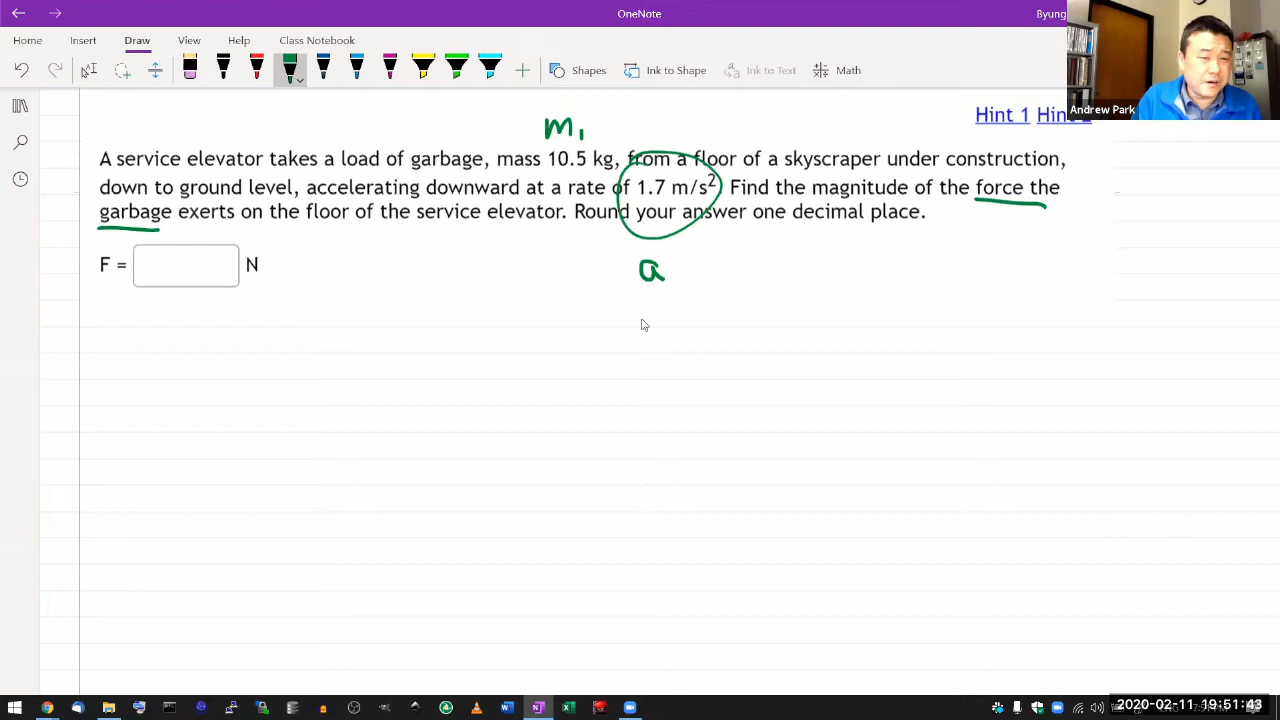 OneNote
Byung
Home Insert Draw View Help Class Notebook
Shapes Ink to Shape Ink to Text Math
Andrew Park
Hint 1
m₁
A service elevator takes a load of garbage, mass 10.5 kg, from a floor of a skyscraper under construction,
down to ground level, accelerating downward at a rate of 1.7 m/s² Find the magnitude of the force the
garbage exerts on the floor of the service elevator. Round your answer one decimal place.
F = N
a
2020-02-11 19:51:43